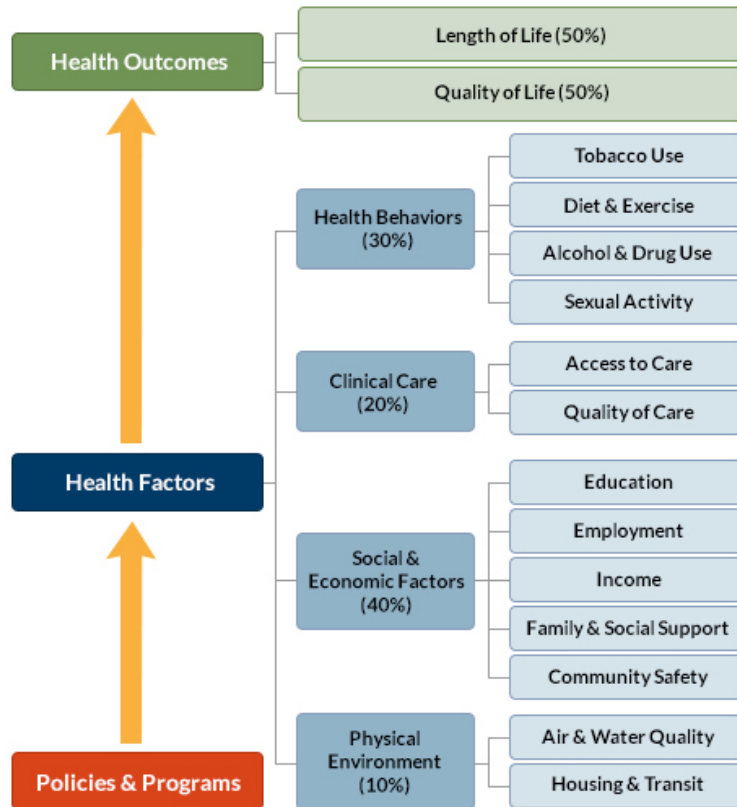 Health Outcomes
Length of Life (50%)
Quality of Life (50%)
Health Factors
Health Behaviors
(30%)
Tobacco Use
Diet & Exercise
Alcohol & Drug Use
Sexual Activity
Clinical Care
(20%)
Access to Care
Quality of Care
Social &
Economic Factors
(40%)
Education
Employment
Income
Family & Social Support
Community Safety
Physical
Environment
(10%)
Air & Water Quality
Housing & Transit
Policies & Programs